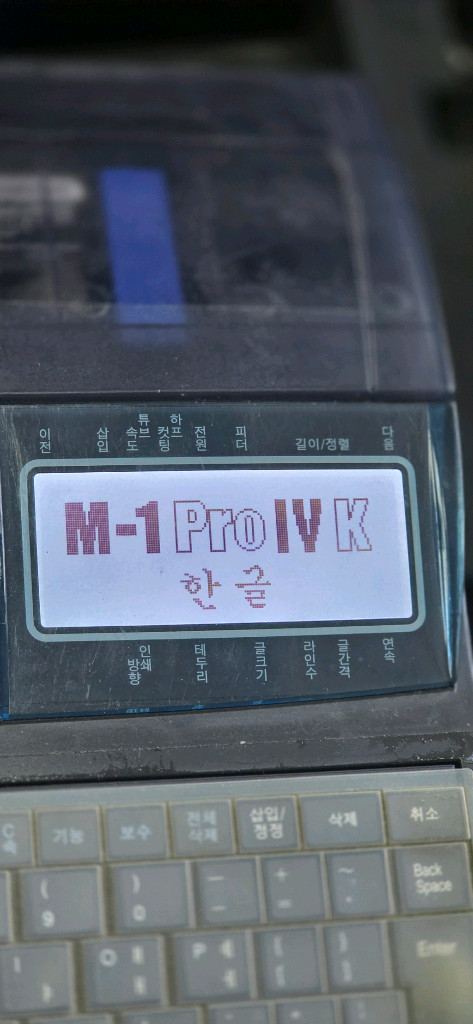 이전 삽입 튜브 속도 하프 컷팅 전원 피더 길이/정렬 다음
M-1 Pro IV K
한글
인쇄 방향 테두리 글크기 라인수 글간격 연속
기능 보수 전체 삭제 삽입/정정 삭제 취소
( ) — + ~ Back Space
9 0 - =
ㅐ P ㅔ [ ] Enter
ㅑ ㅖ [ ]